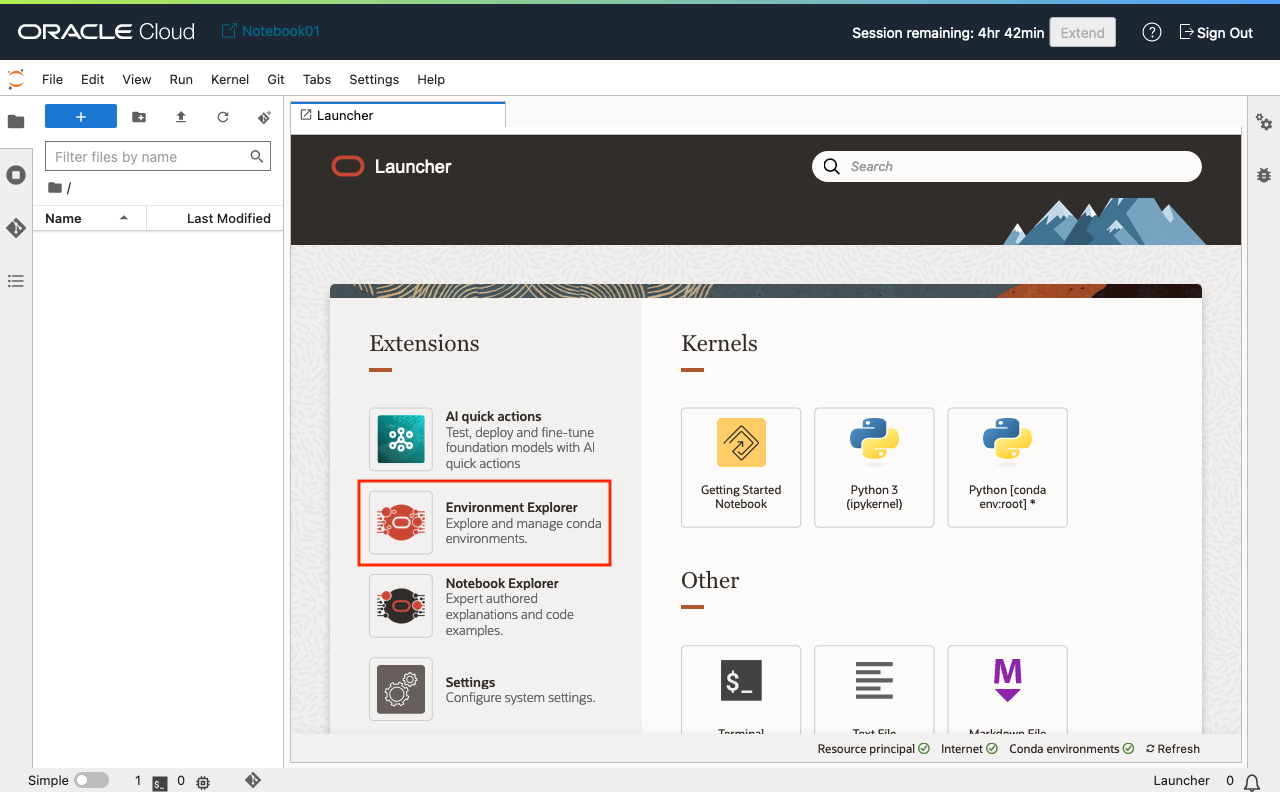 ORACLE Cloud
Notebook01
Session remaining: 4hr 42min
Extend
?
Sign Out
File
Edit
View
Run
Kernel
Git
Tabs
Settings
Help
+
Filter files by name
/
Name
Last Modified
Launcher
Launcher
Search
Extensions
AI quick actions
Test, deploy and fine-tune
foundation models with AI
quick actions
Environment Explorer
Explore and manage conda
environments.
Notebook Explorer
Expert authored
explanations and code
examples.
Settings
Configure system settings.
Kernels
Getting Started
Notebook
Python 3
(ipykernel)
Python [conda
env:root] *
Other
$_
Terminal
Text File
M
Markdown File
Resource principal
Internet
Conda environments
Refresh
Simple
1
$_
0
Launcher
0